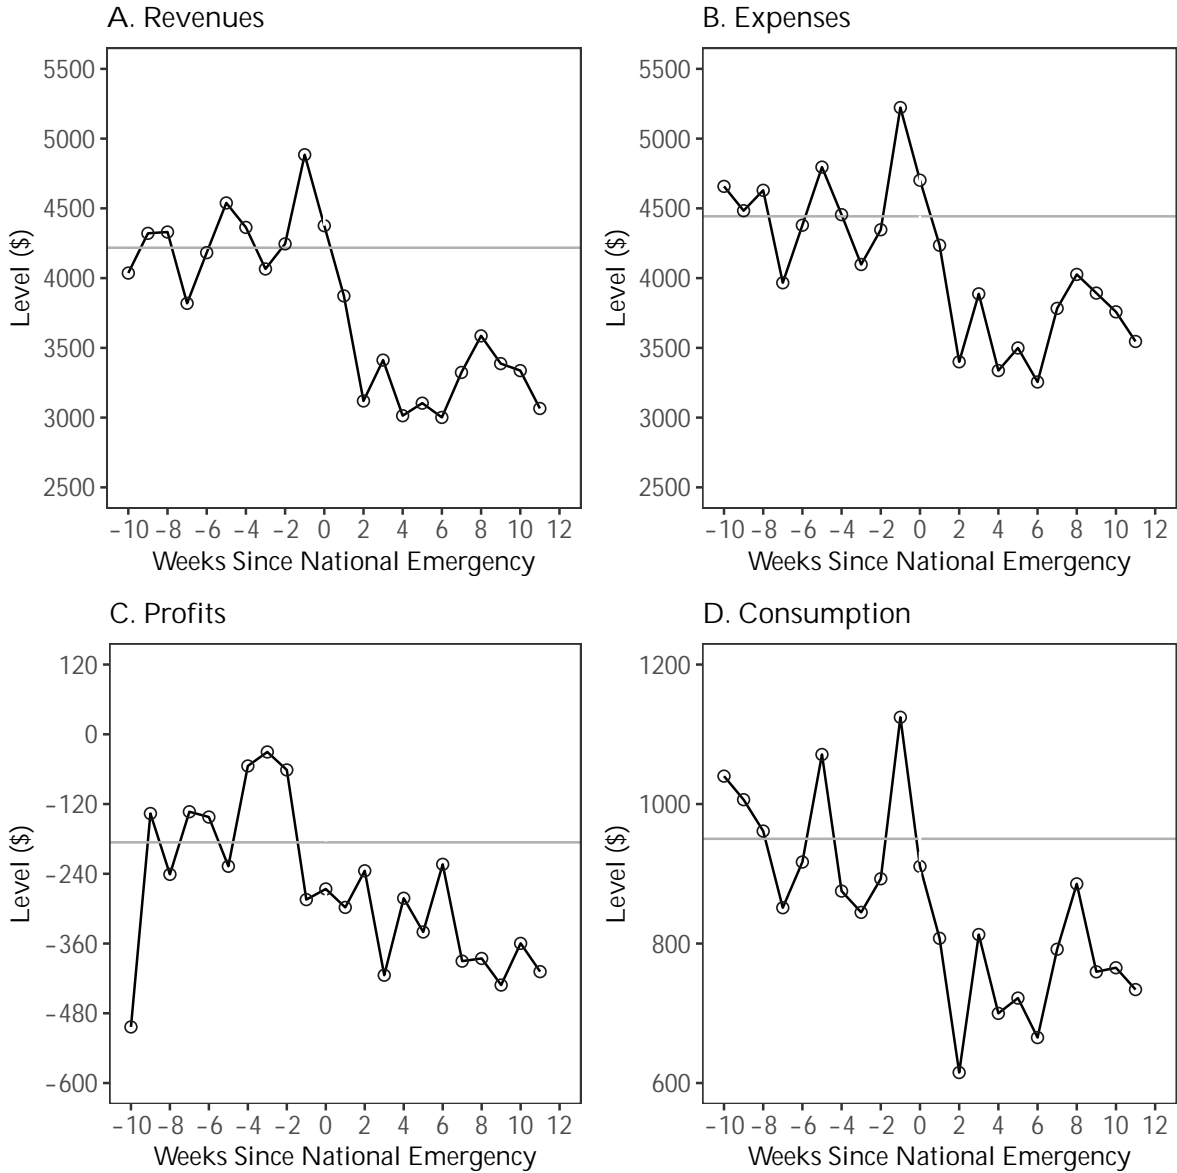 A. Revenues
Level ($)
5500
5000
4500
4000
3500
3000
2500
−10 −8 −6 −4 −2 0 2 4 6 8 10 12
Weeks Since National Emergency
B. Expenses
Level ($)
5500
5000
4500
4000
3500
3000
2500
−10 −8 −6 −4 −2 0 2 4 6 8 10 12
Weeks Since National Emergency
C. Profits
Level ($)
120
0
−120
−240
−360
−480
−600
−10 −8 −6 −4 −2 0 2 4 6 8 10 12
Weeks Since National Emergency
D. Consumption
Level ($)
1200
1000
800
600
−10 −8 −6 −4 −2 0 2 4 6 8 10 12
Weeks Since National Emergency